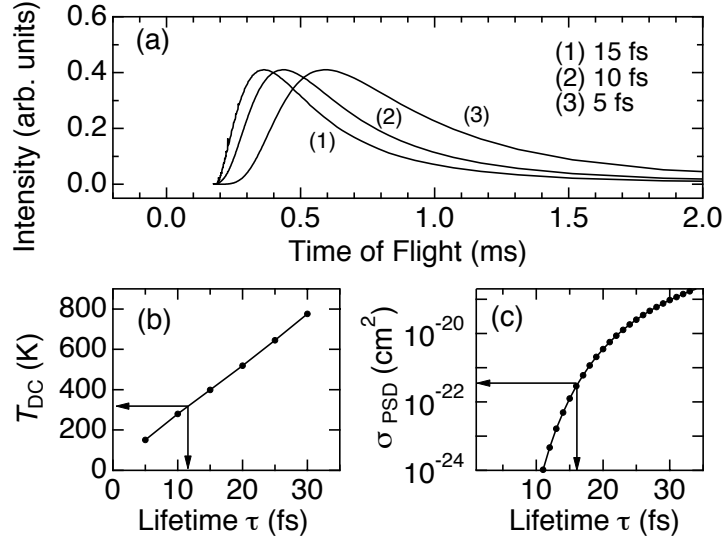 (a)
(1) 15 fs
(2) 10 fs
(3) 5 fs
(1)
(2)
(3)
Intensity (arb. units)
0.6
0.4
0.2
0.0
0.0 0.5 1.0 1.5 2.0
Time of Flight (ms)
(b)
T_DC (K)
800
600
400
200
0
0 10 20 30
Lifetime τ (fs)
(c)
σ_PSD (cm²)
10⁻²⁰
10⁻²²
10⁻²⁴
10 20 30
Lifetime τ (fs)